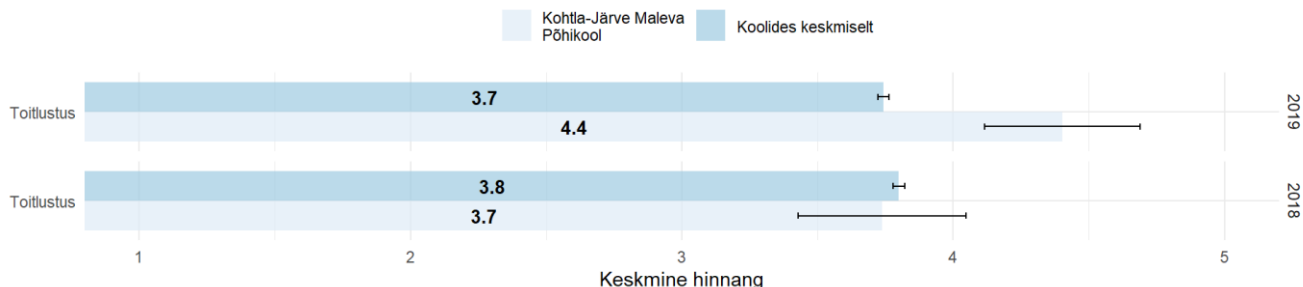 Kohtla-Järve Maleva
Põhikool
Koolides keskmiselt
Toitlustus
3.7
4.4
2019
Toitlustus
3.8
3.7
2018
1 2 3 4 5
Keskmine hinnang